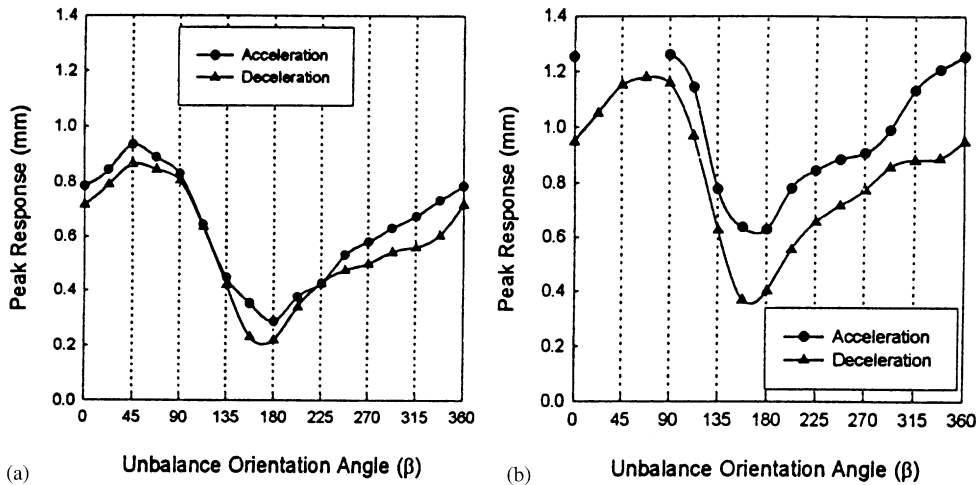 1.4
1.2
1.0
0.8
0.6
0.4
0.2
0.0
Peak Response (mm)
Acceleration
Deceleration
0 45 90 135 180 225 270 315 360
Unbalance Orientation Angle (β)
(a)
1.4
1.2
1.0
0.8
0.6
0.4
0.2
0.0
Peak Response (mm)
Acceleration
Deceleration
0 45 90 135 180 225 270 315 360
Unbalance Orientation Angle (β)
(b)